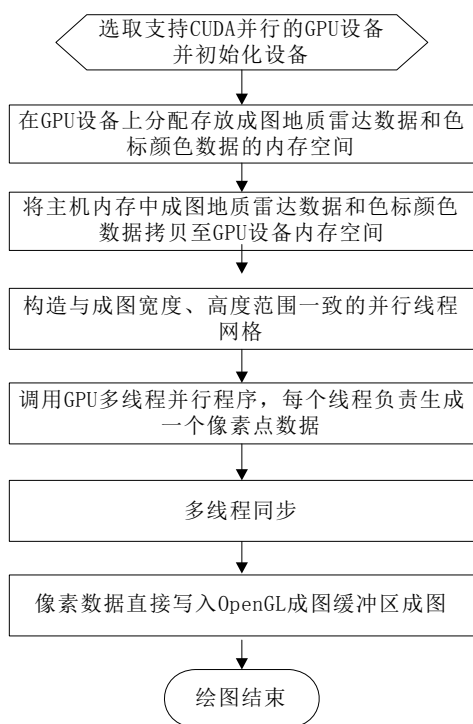 选取支持CUDA并行的GPU设备
并初始化设备
在GPU设备上分配存放成图地质雷达数据和色
标颜色数据的内存空间
将主机内存中成图地质雷达数据和色标颜色
数据拷贝至GPU设备内存空间
构造与成图宽度、高度范围一致的并行线程
网格
调用GPU多线程并行程序，每个线程负责生成
一个像素点数据
多线程同步
像素数据直接写入OpenGL成图缓冲区成图
绘图结束